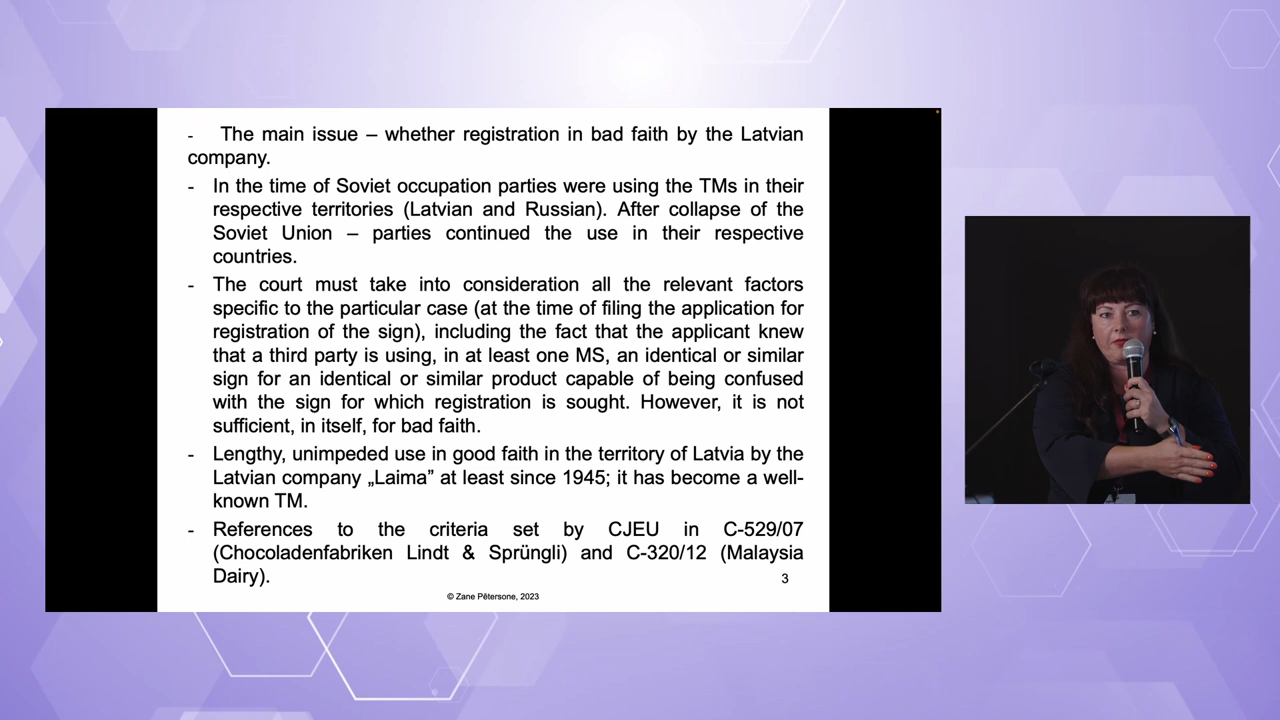 - The main issue – whether registration in bad faith by the Latvian
company.
- In the time of Soviet occupation parties were using the TMs in their
respective territories (Latvian and Russian). After collapse of the
Soviet Union – parties continued the use in their respective
countries.
- The court must take into consideration all the relevant factors
specific to the particular case (at the time of filing the application for
registration of the sign), including the fact that the applicant knew
that a third party is using, in at least one MS, an identical or similar
sign for an identical or similar product capable of being confused
with the sign for which registration is sought. However, it is not
sufficient, in itself, for bad faith.
- Lengthy, unimpeded use in good faith in the territory of Latvia by the
Latvian company „Laima” at least since 1945; it has become a well-
known TM.
- References to the criteria set by CJEU in C-529/07
(Chocoladenfabriken Lindt & Sprüngli) and C-320/12 (Malaysia
Dairy).
3
© Zane Pētersone, 2023